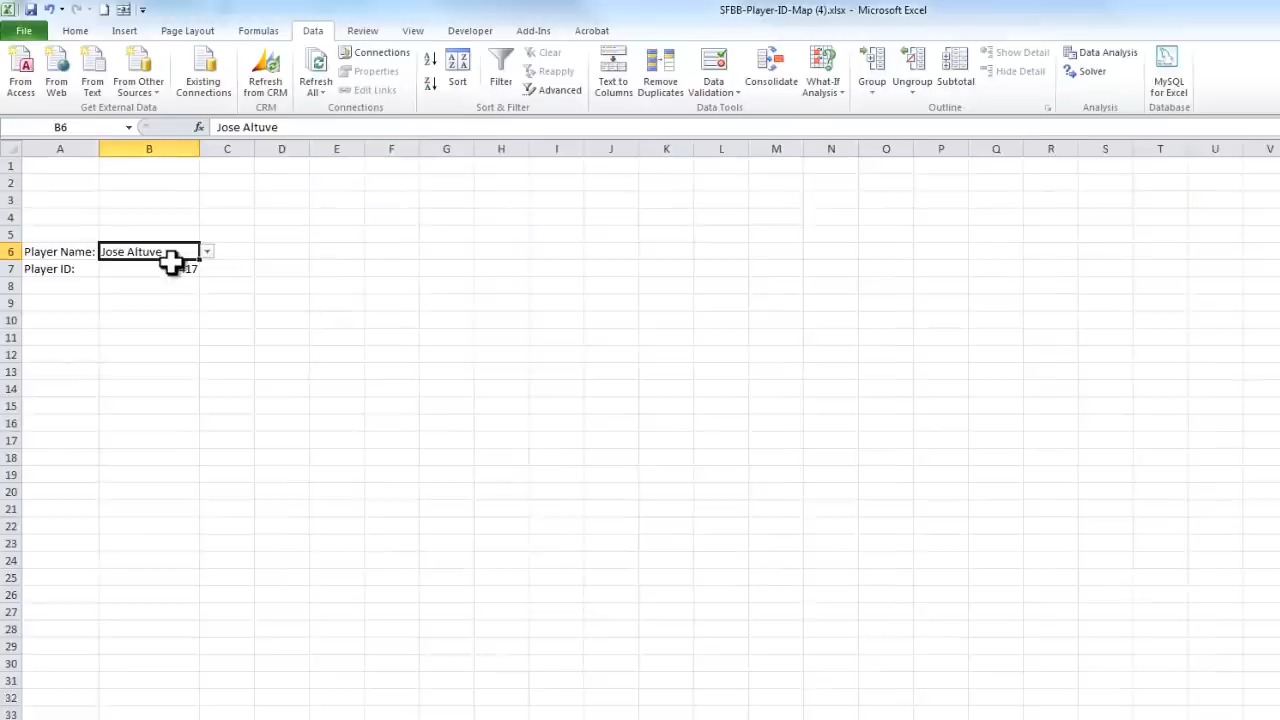 SFBB-Player-ID-Map (4).xlsx - Microsoft Excel
File Home Insert Page Layout Formulas Data Review View Developer Add-Ins Acrobat
From Access
From Web
From Text
From Other Sources
Existing Connections
Get External Data
Refresh from CRM
CRM
Refresh All
Connections
Properties
Edit Links
Connections
Sort
Filter
Clear
Reapply
Advanced
Sort & Filter
Text to Columns
Remove Duplicates
Data Validation
Consolidate
What-If Analysis
Data Tools
Group
Ungroup
Subtotal
Show Detail
Hide Detail
Outline
Data Analysis
Solver
Analysis
MySQL for Excel
Database
B6 fx Jose Altuve
A B C D E F G H I J K L M N O P Q R S T U V
1
2
3
4
5
6 Player Name: Jose Altuve
7 Player ID:
8
9
10
11
12
13
14
15
16
17
18
19
20
21
22
23
24
25
26
27
28
29
30
31
32
33